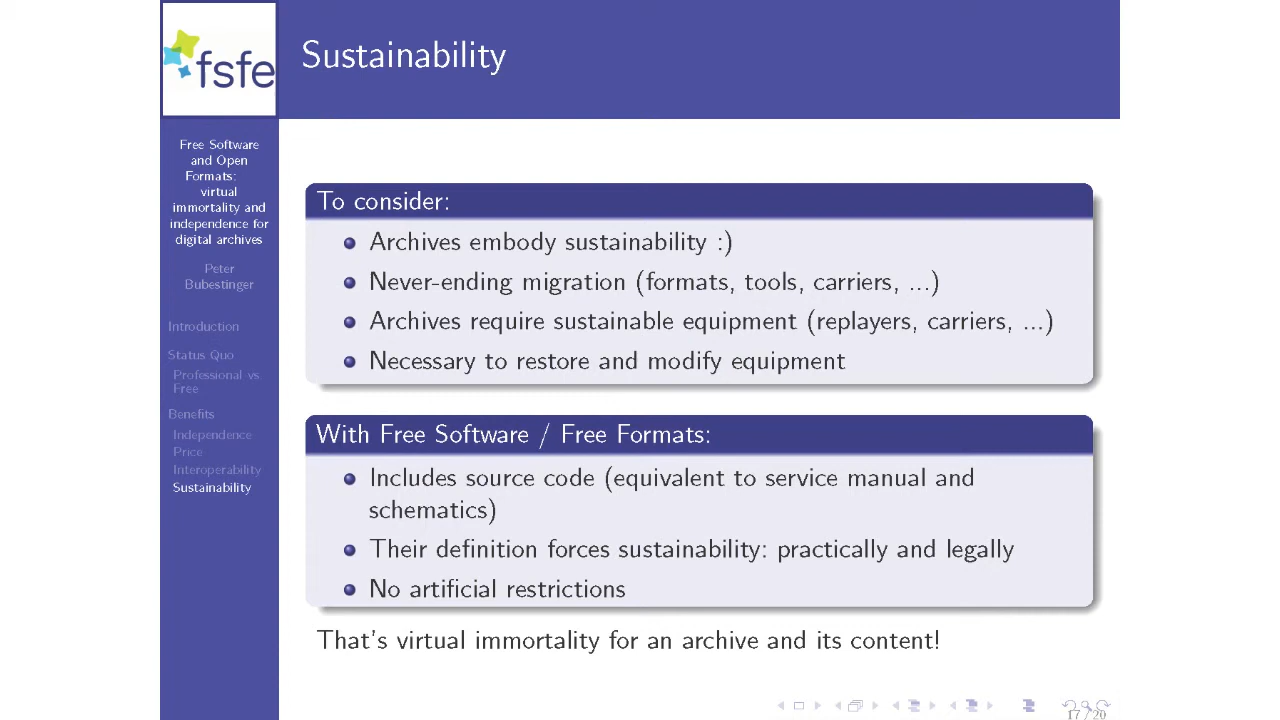 fsfe
Sustainability
Free Software
and Open
Formats:
virtual
immortality and
independence for
digital archives
Peter
Bubestinger
Introduction
Status Quo
Professional vs
Free
Benefits
Independence
Price
Interoperability
Sustainability
To consider:
Archives embody sustainability :)
Never-ending migration (formats, tools, carriers, ...)
Archives require sustainable equipment (replayers, carriers, ...)
Necessary to restore and modify equipment
With Free Software / Free Formats:
Includes source code (equivalent to service manual and
schematics)
Their definition forces sustainability: practically and legally
No artificial restrictions
That's virtual immortality for an archive and its content!
17 / 20